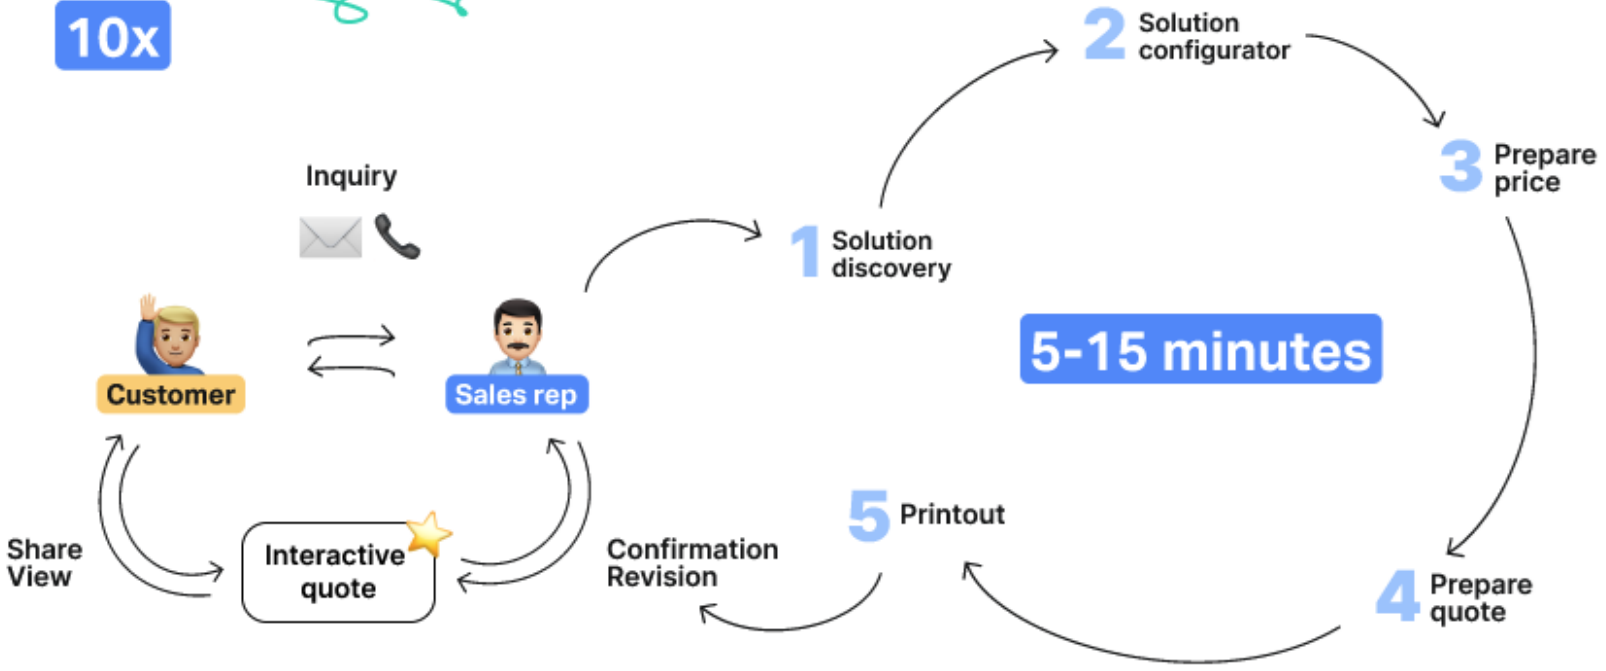 10x
Inquiry
Customer
Sales rep
Share
View
Interactive
quote
Confirmation
Revision
1 Solution
discovery
2 Solution
configurator
3 Prepare
price
4 Prepare
quote
5 Printout
5-15 minutes